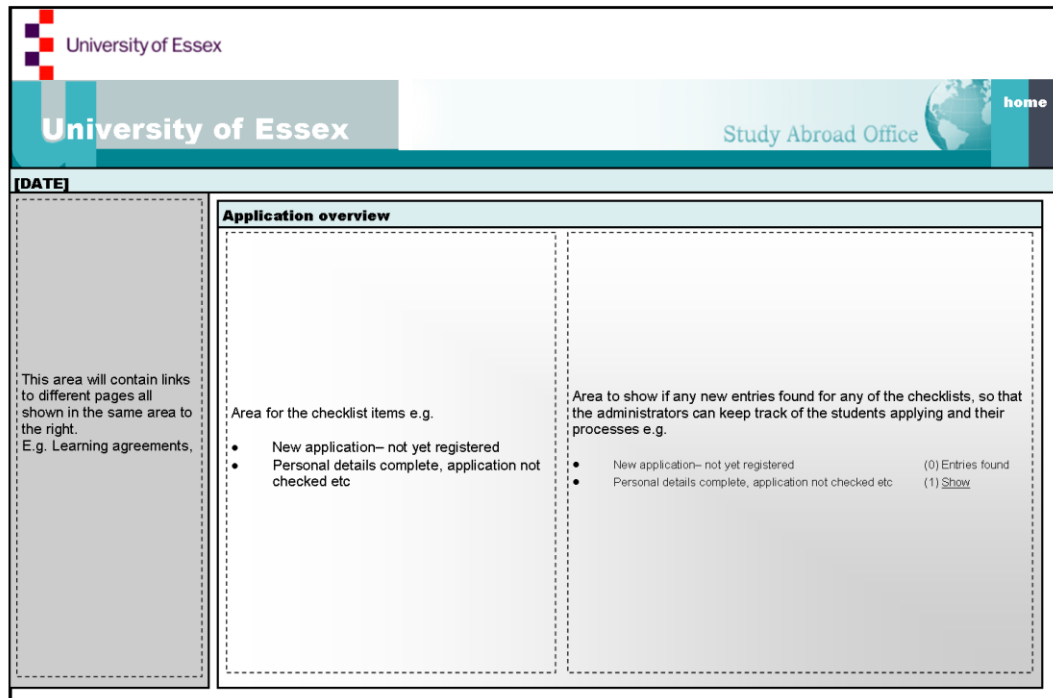 University of Essex
home
University of Essex
Study Abroad Office
[DATE]
Application overview
This area will contain links
to different pages all
shown in the same area to
the right.
E.g. Learning agreements,
Area for the checklist items e.g.
• New application– not yet registered
• Personal details complete, application not
checked etc
Area to show if any new entries found for any of the checklists, so that
the administrators can keep track of the students applying and their
processes e.g.
• New application– not yet registered (0) Entries found
• Personal details complete, application not checked etc (1) Show